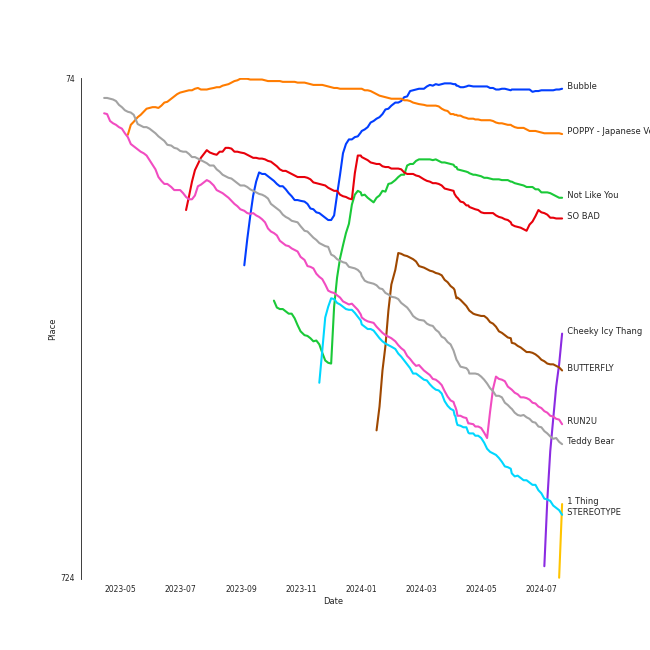 74
Bubble
POPPY - Japanese Ve
Not Like You
SO BAD
Place
Cheeky Icy Thang
BUTTERFLY
RUN2U
Teddy Bear
1 Thing
STEREOTYPE
724
2023-05 2023-07 2023-09 2023-11 2024-01 2024-03 2024-05 2024-07
Date